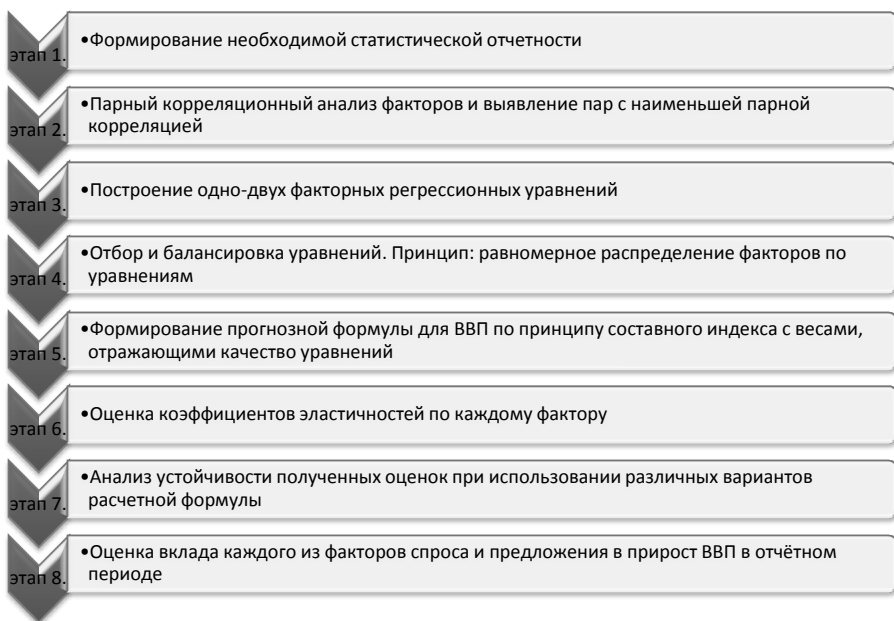 этап 1.
•Формирование необходимой статистической отчетности
этап 2.
•Парный корреляционный анализ факторов и выявление пар с наименьшей парной
корреляцией
этап 3.
•Построение одно-двух факторных регрессионных уравнений
этап 4.
•Отбор и балансировка уравнений. Принцип: равномерное распределение факторов по
уравнениям
этап 5.
•Формирование прогнозной формулы для ВВП по принципу составного индекса с весами,
отражающими качество уравнений
этап 6.
•Оценка коэффициентов эластичностей по каждому фактору
этап 7.
•Анализ устойчивости полученных оценок при использовании различных вариантов
расчетной формулы
этап 8.
•Оценка вклада каждого из факторов спроса и предложения в прирост ВВП в отчётном
периоде